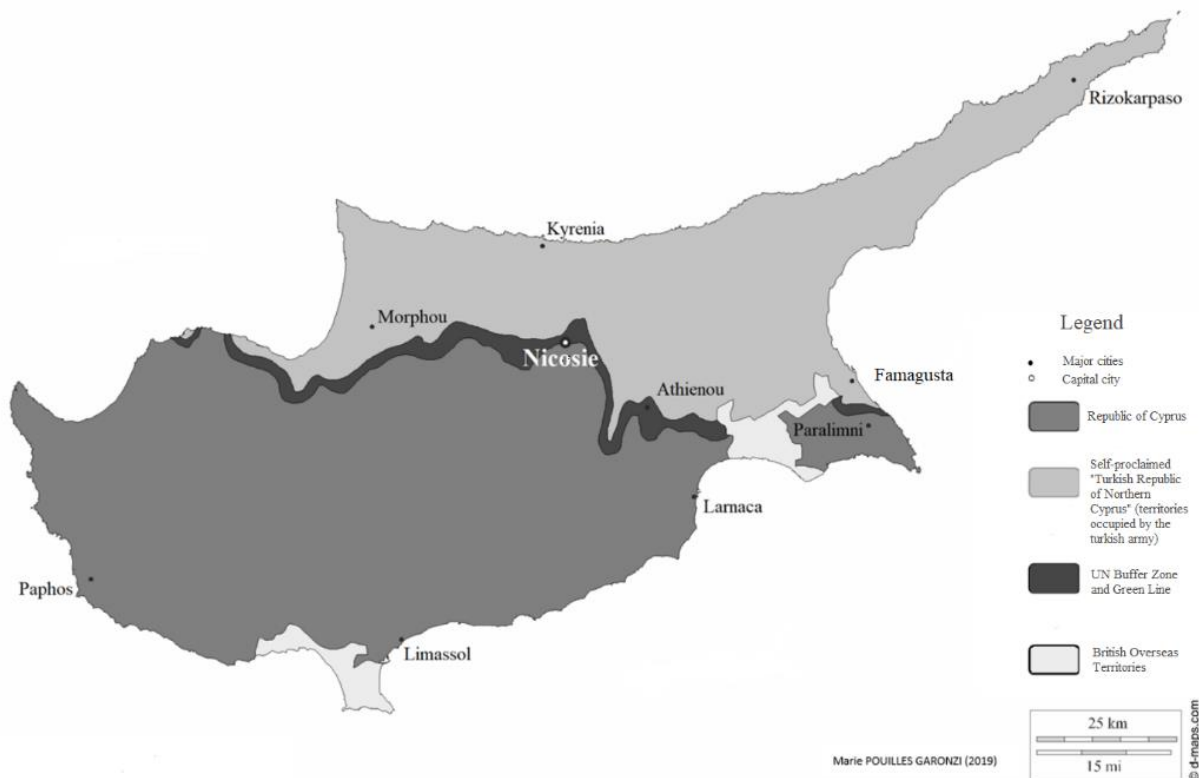 Rizokarpaso
Kyrenia
Morphou
Nicosie
Athienou
Famagusta
Paralimni
Larnaca
Paphos
Limassol
Legend
Major cities
Capital city
Republic of Cyprus
Self-proclaimed
"Turkish Republic
of Northern
Cyprus" (territories
occupied by the
turkish army)
UN Buffer Zone
and Green Line
British Overseas
Territories
25 km
15 mi
Marie POUILLES GARONZI (2019)
© d-maps.com